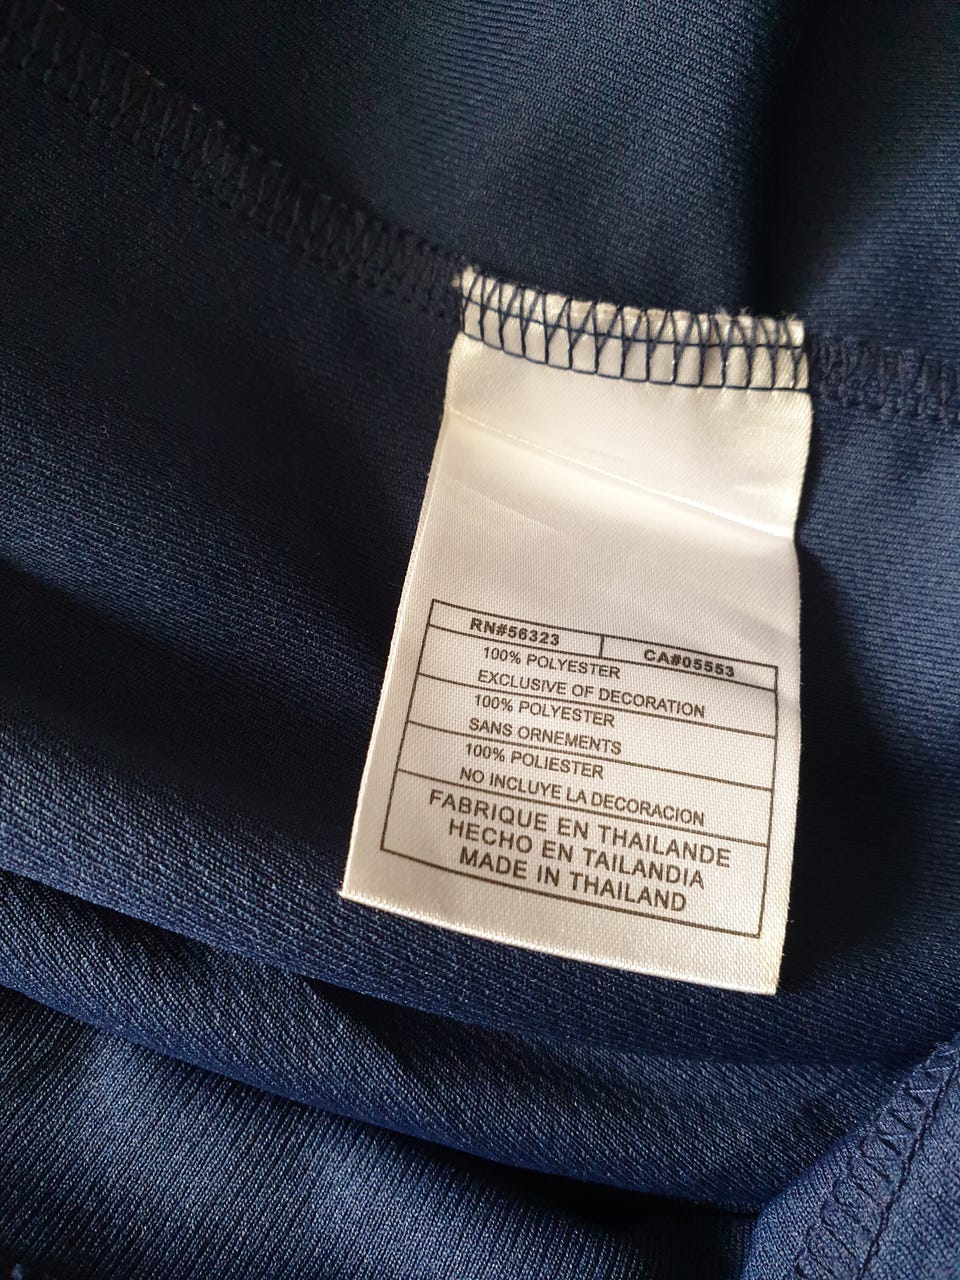 RN#56323 CA#05553
100% POLYESTER
EXCLUSIVE OF DECORATION
100% POLYESTER
SANS ORNEMENTS
100% POLIESTER
NO INCLUYE LA DECORACION
FABRIQUE EN THAILANDE
HECHO EN TAILANDIA
MADE IN THAILAND